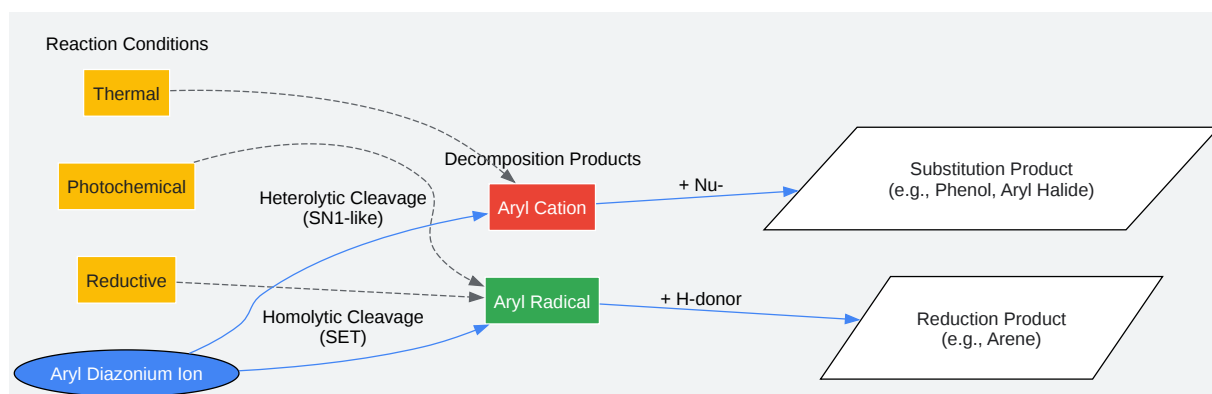 Reaction Conditions
Thermal
Photochemical
Reductive
Aryl Diazonium Ion
Heterolytic Cleavage
(SN1-like)
Homolytic Cleavage
(SET)
Decomposition Products
Aryl Cation
Aryl Radical
+ Nu-
+ H-donor
Substitution Product
(e.g., Phenol, Aryl Halide)
Reduction Product
(e.g., Arene)